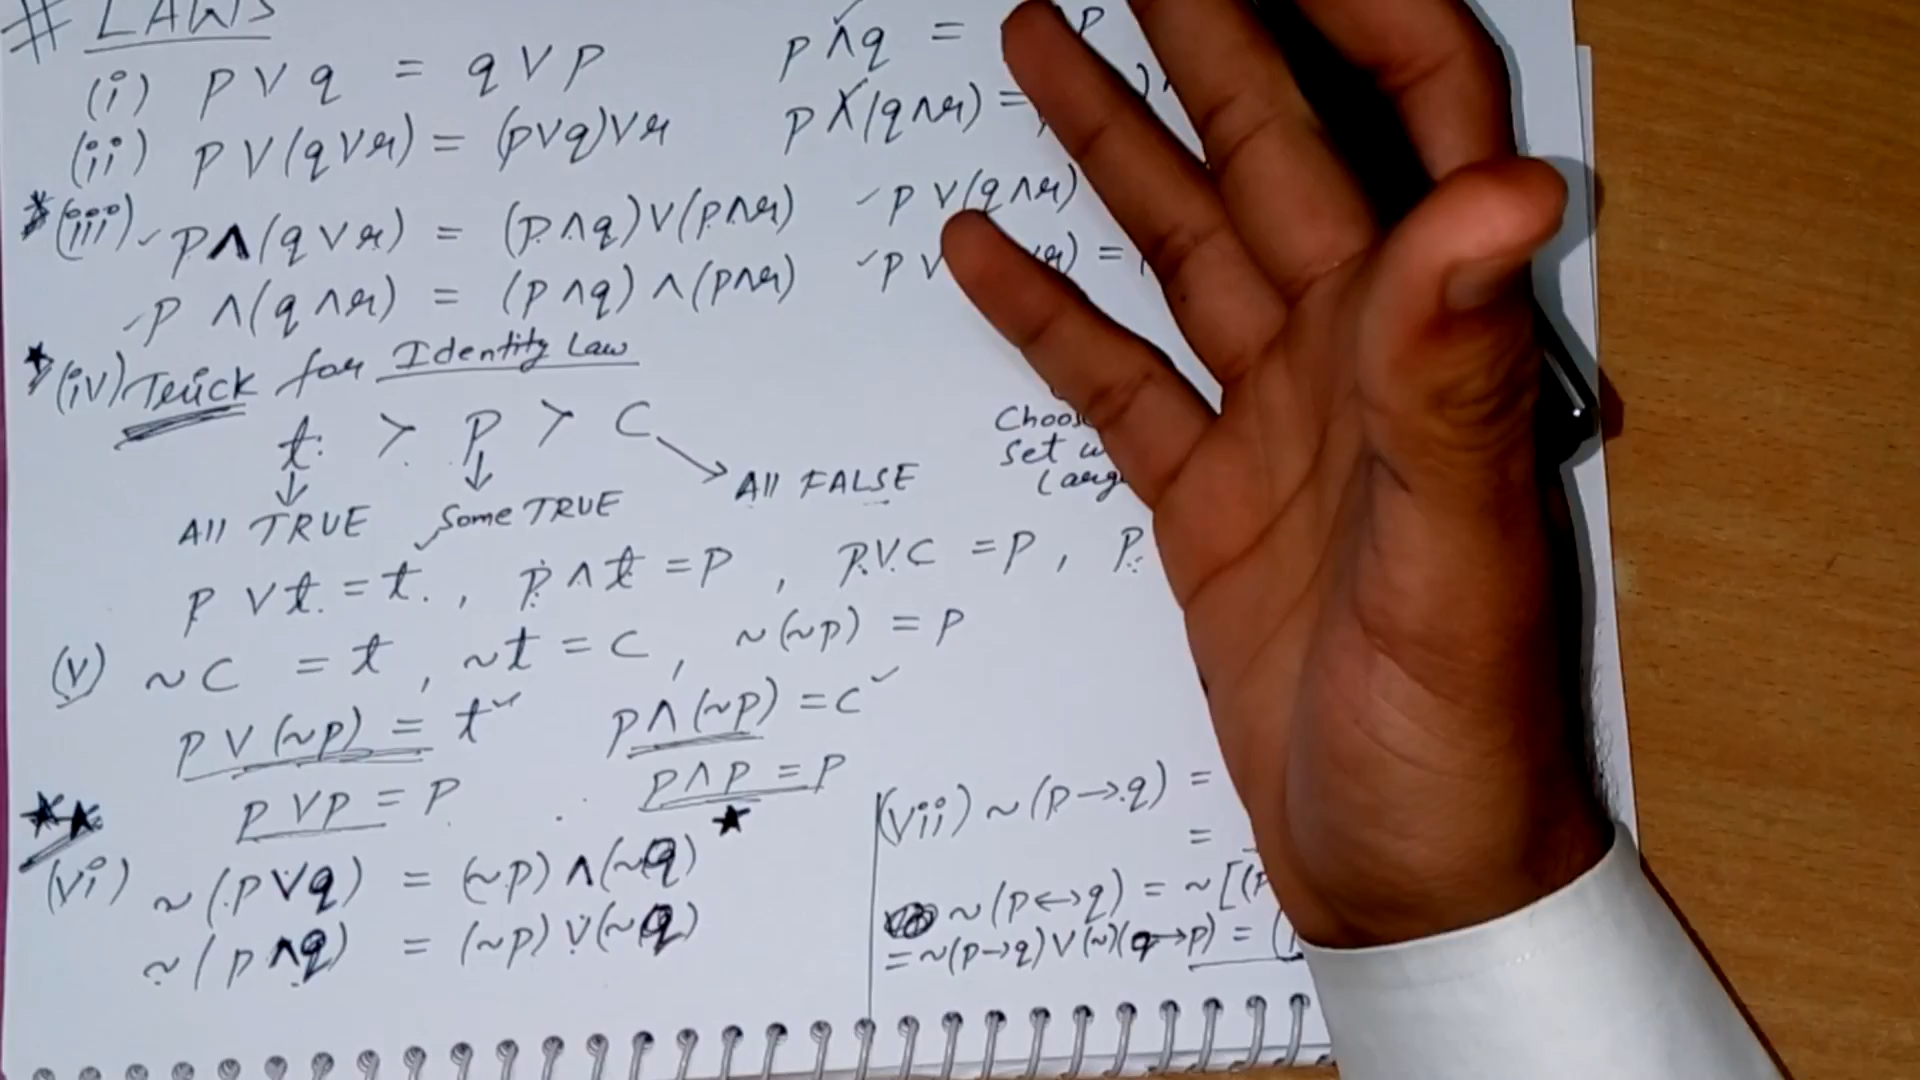 # LAWS
(i) p ∨ q = q ∨ p p ∧ q = p
(ii) p ∨ (q ∨ r) = (p ∨ q) ∨ r p ∧ (q ∧ r) =
(iii) p ∧ (q ∨ r) = (p ∧ q) ∨ (p ∧ r) p ∨ (q ∧ r)
p ∧ (q ∧ r) = (p ∧ q) ∧ (p ∧ r) p ∨ r) =
(iv) Trick for Identity Law
t > P > C
Choose
set
All TRUE Some TRUE All FALSE
p ∨ t = t, p ∧ t = p, p ∨ c = p, p
(v) ~c = t, ~t = c, ~(~p) = p
p ∨ (~p) = t p ∧ (~p) = c
p ∨ p = p p ∧ p = p
(vi) ~(p ∨ q) = (~p) ∧ (~q)
~(p ∧ q) = (~p) ∨ (~q)
(vii) ~(p → q) =
=
~(p ↔ q) = ~[(p
= ~(p → q) ∨ (~)(q → p) = (